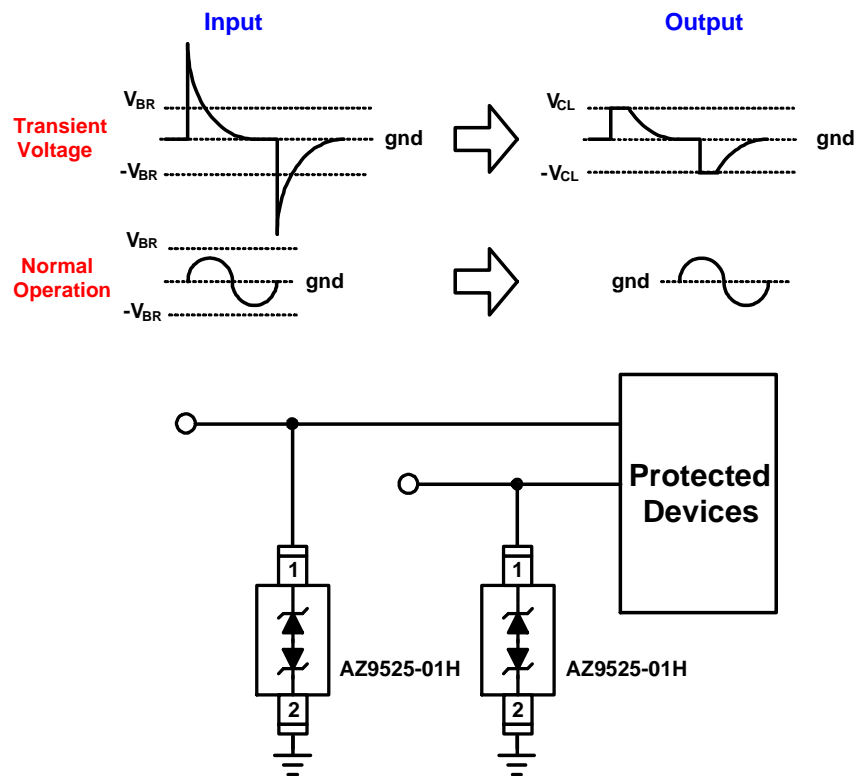 Input
Output
VBR
Transient
Voltage
gnd
-VBR
VCL
gnd
-VCL
VBR
Normal
Operation
gnd
-VBR
gnd
Protected
Devices
1
AZ9525-01H
2
1
AZ9525-01H
2